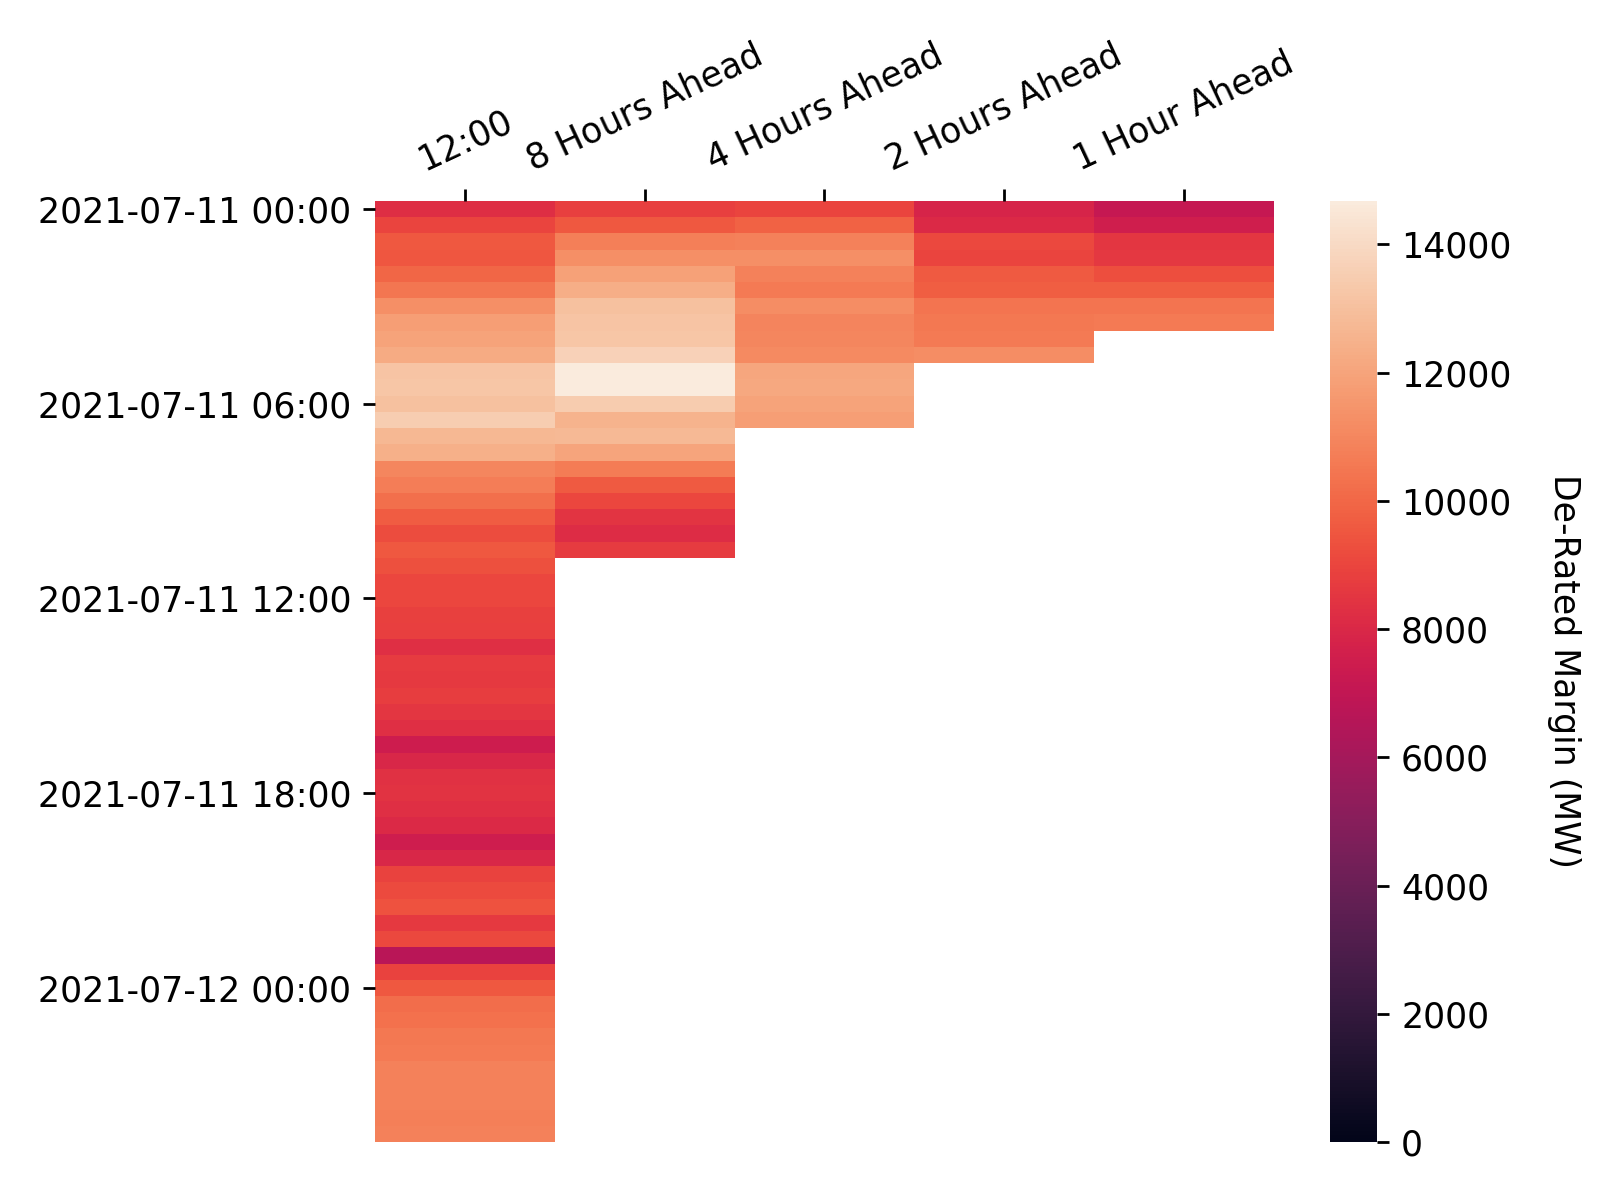 12:00
8 Hours Ahead
4 Hours Ahead
2 Hours Ahead
1 Hour Ahead
2021-07-11 00:00
2021-07-11 06:00
2021-07-11 12:00
2021-07-11 18:00
2021-07-12 00:00
14000
12000
10000
8000
6000
4000
2000
0
De-Rated Margin (MW)